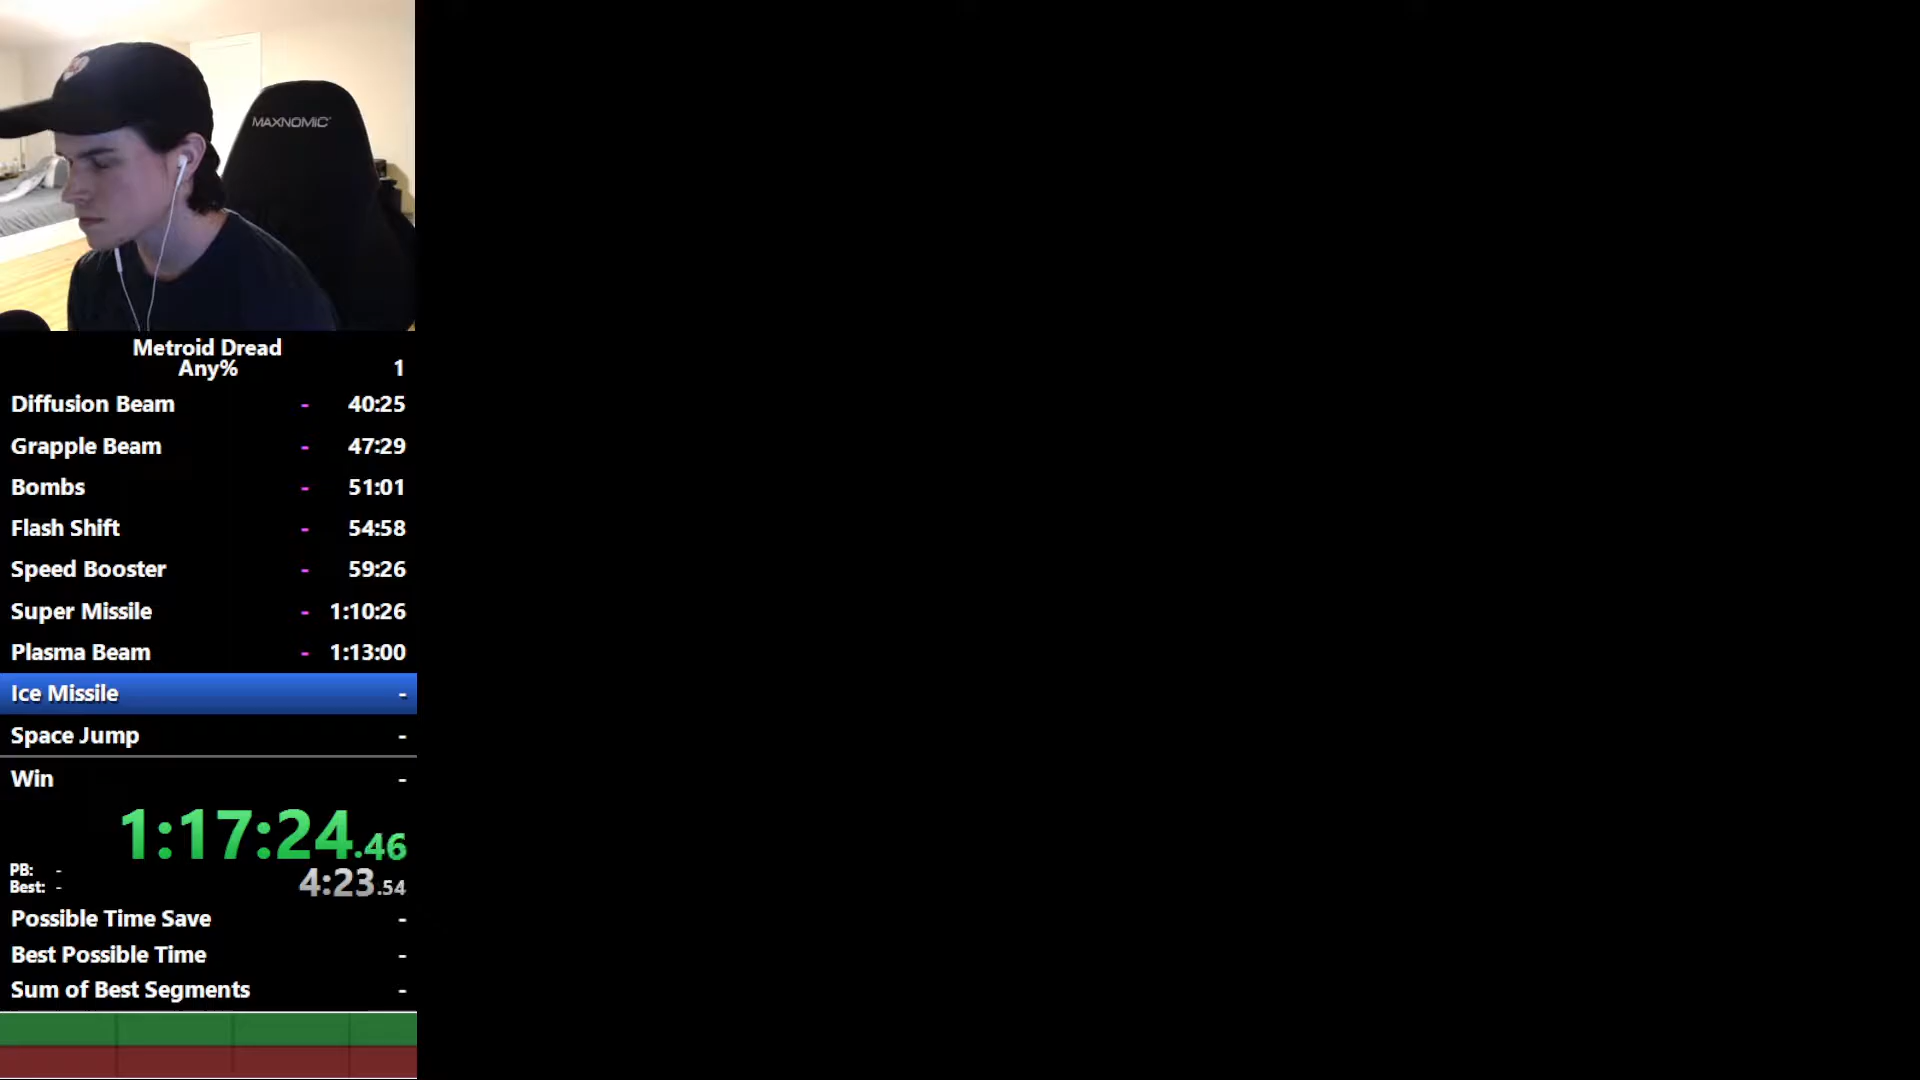 MAXNOMIC
Metroid Dread
Any% 1
Diffusion Beam - 40:25
Grapple Beam - 47:29
Bombs - 51:01
Flash Shift - 54:58
Speed Booster - 59:26
Super Missile - 1:10:26
Plasma Beam - 1:13:00
Ice Missile -
Space Jump -
Win -
1:17:24.46
PB: -
Best: -
4:23.54
Possible Time Save -
Best Possible Time -
Sum of Best Segments -